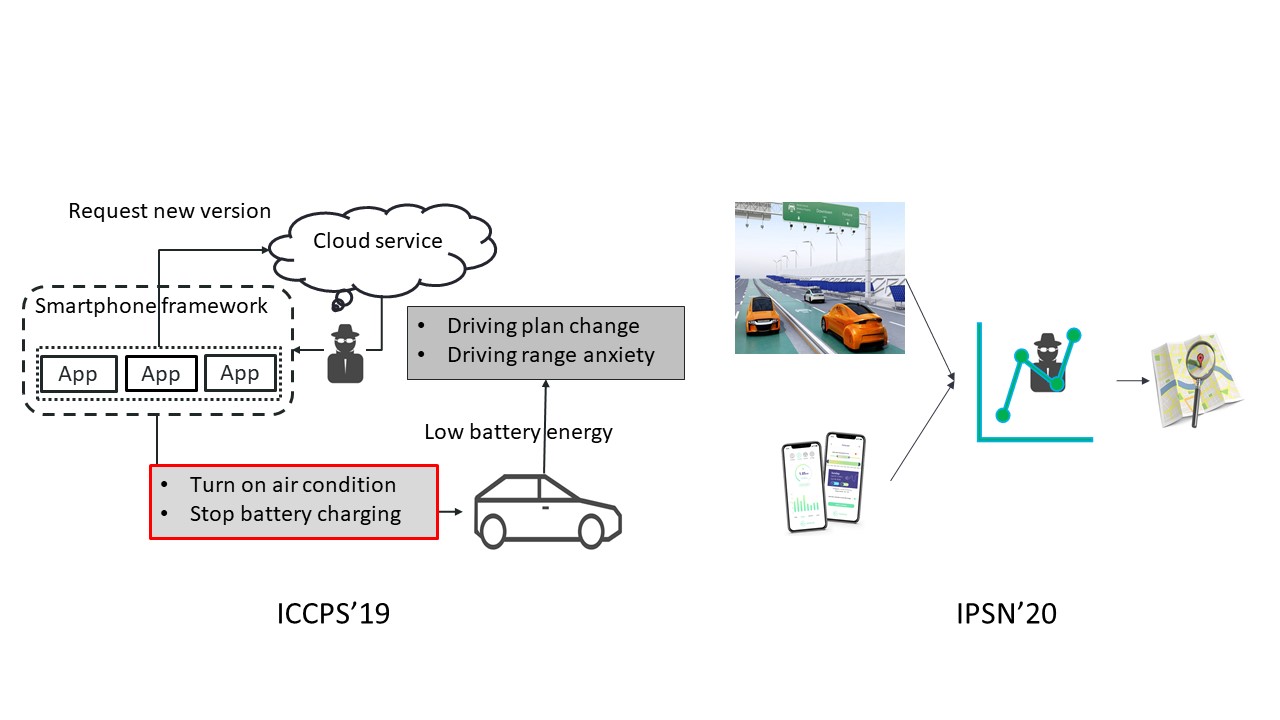 Request new version
Cloud service
Smartphone framework
App
App
App
• Driving plan change
• Driving range anxiety
Low battery energy
• Turn on air condition
• Stop battery charging
ICCPS’19
IPSN’20